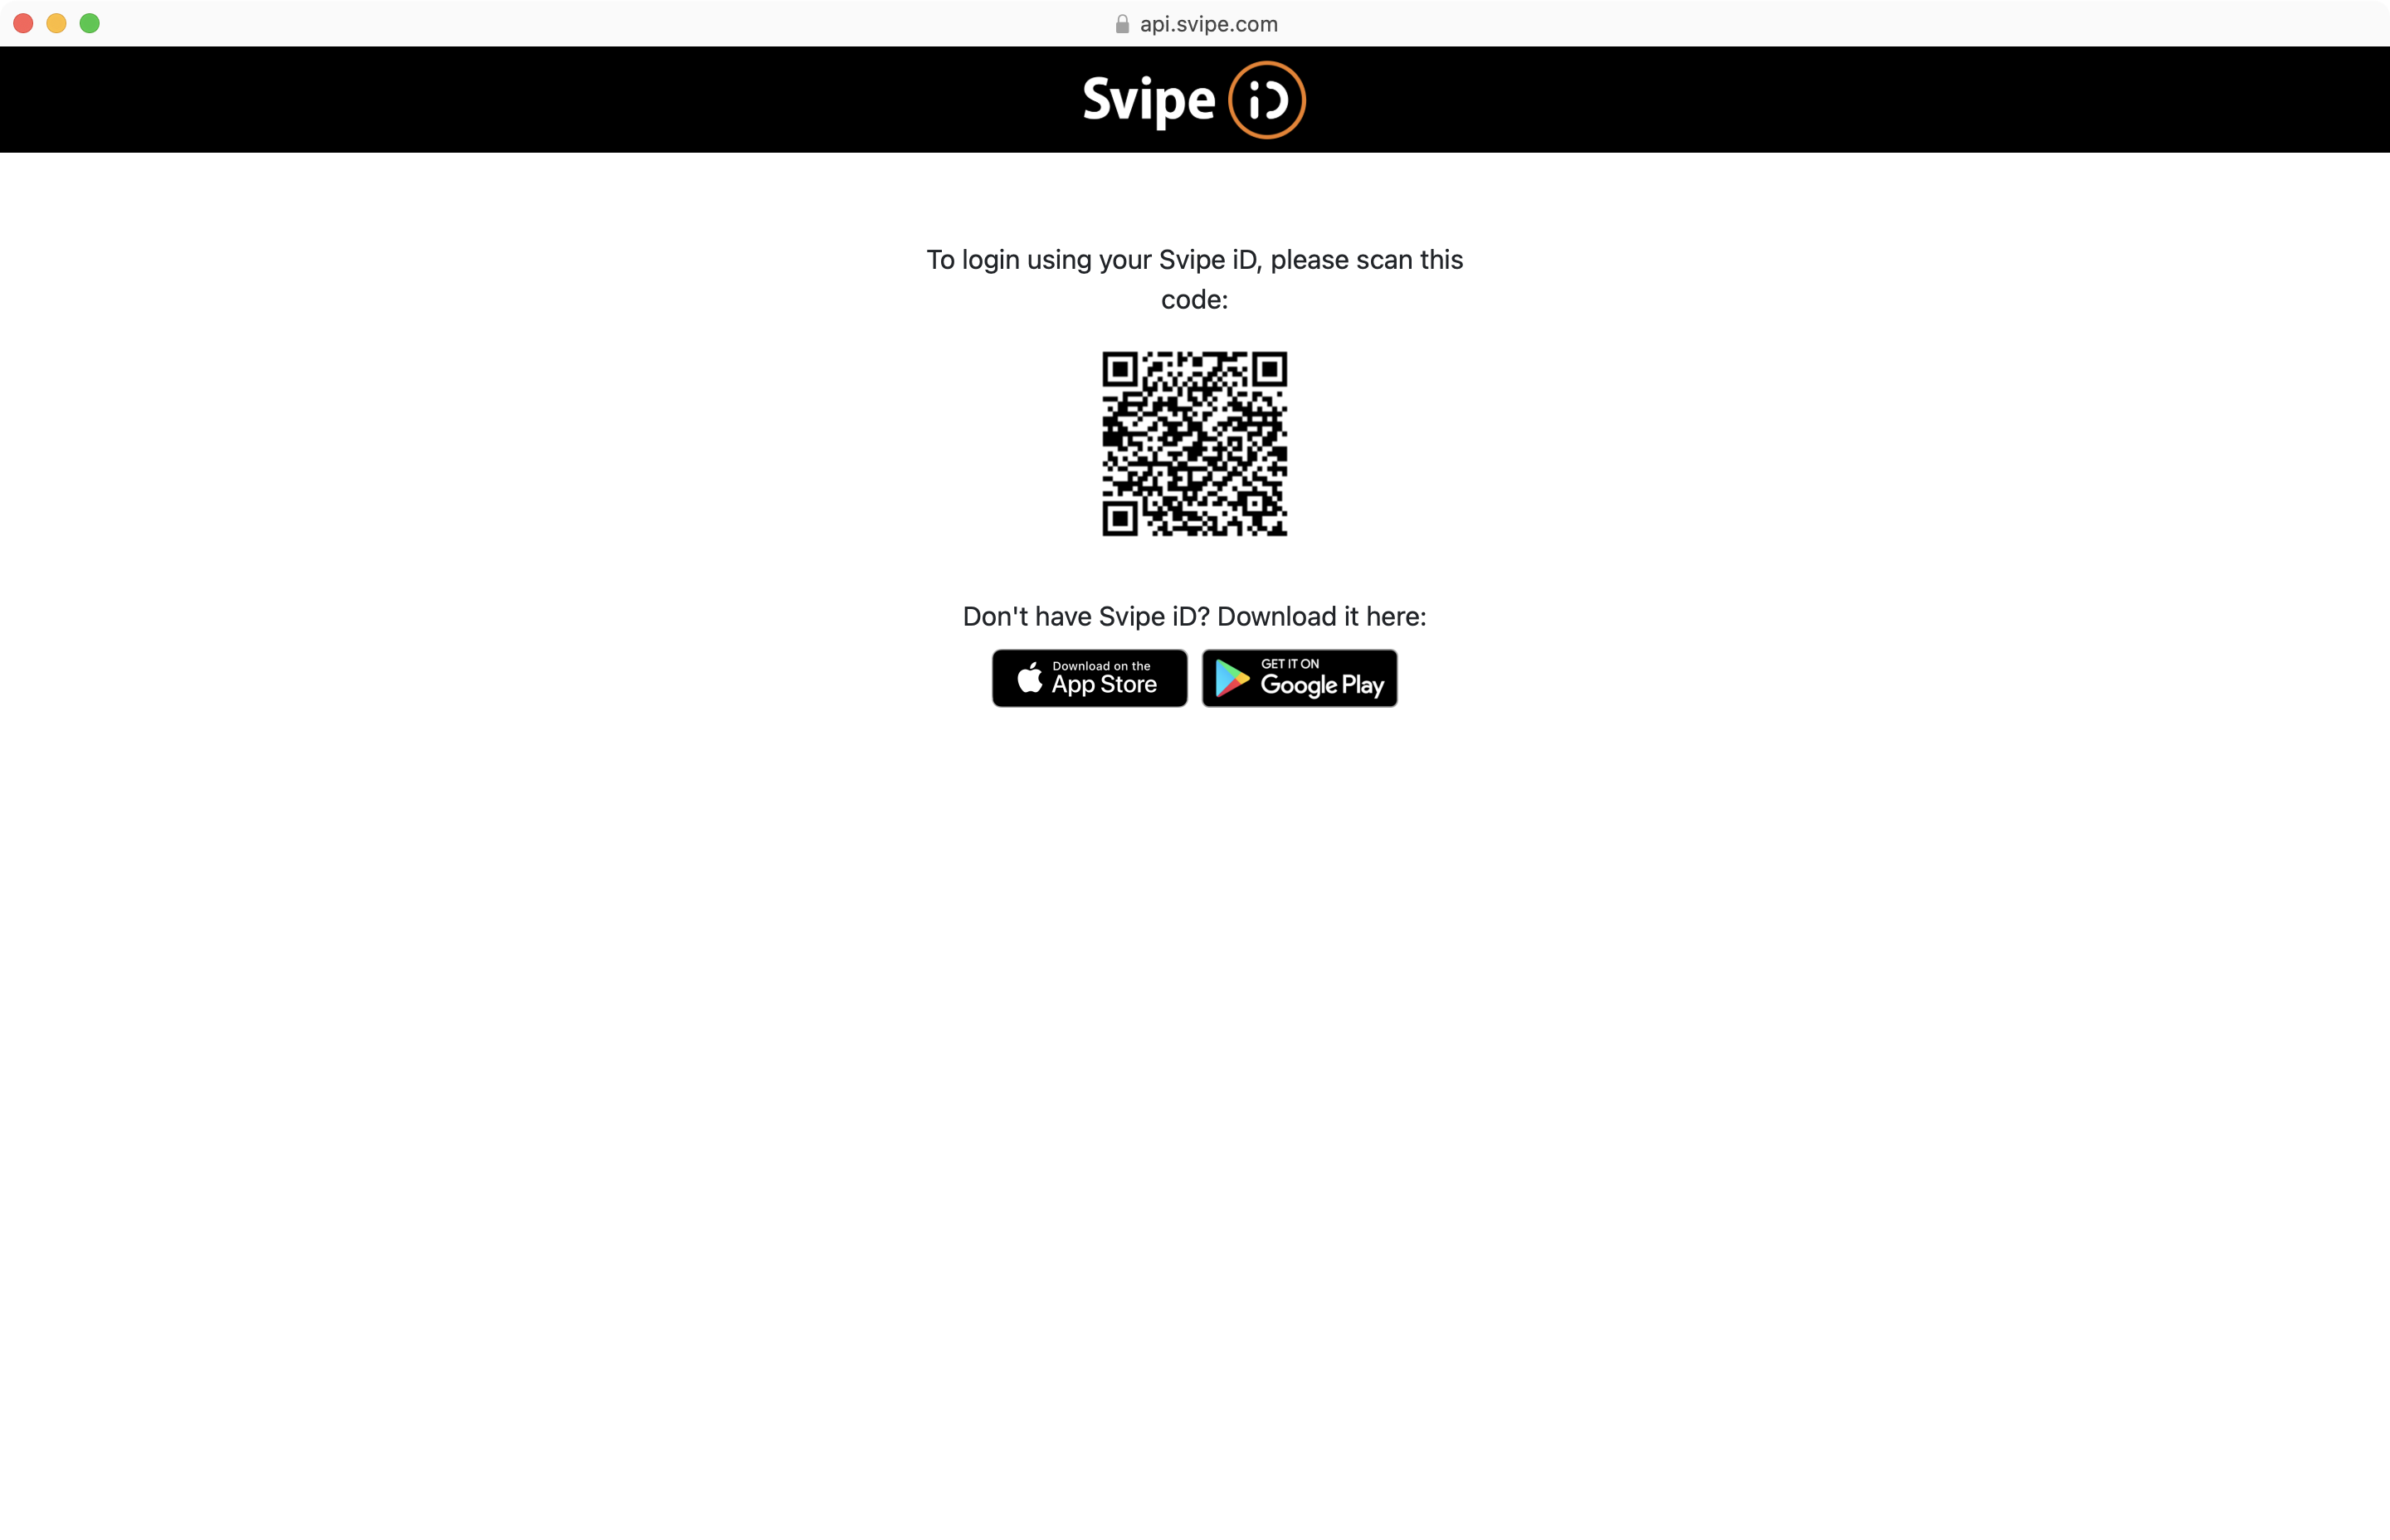 api.svipe.com
Svipe iD
To login using your Svipe iD, please scan this
code:
Don't have Svipe iD? Download it here:
Download on the
App Store
GET IT ON
Google Play